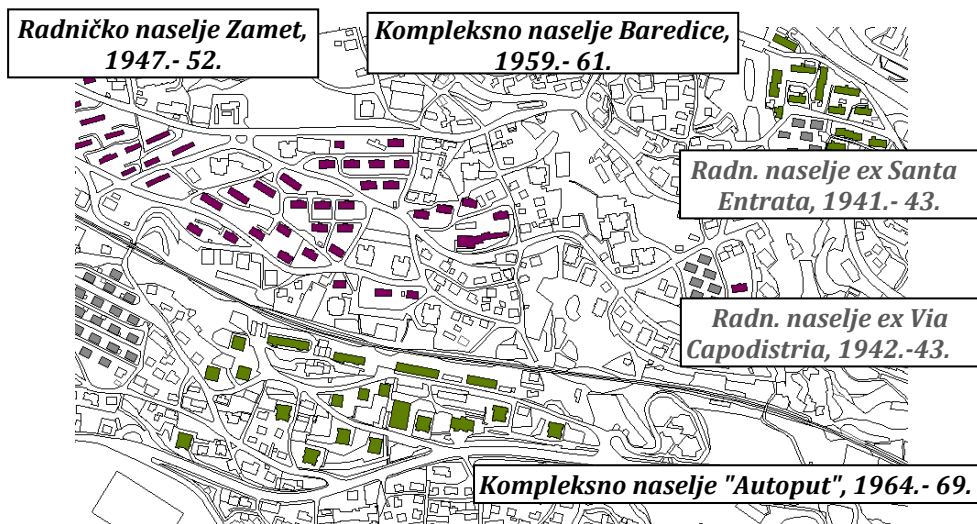 Radničko naselje Zamet,
1947.- 52.
Kompleksno naselje Baredice,
1959.- 61.
Radn. naselje ex Santa
Entrata, 1941.- 43.
Radn. naselje ex Via
Capodistria, 1942.-43.
Kompleksno naselje "Autoput", 1964.- 69.